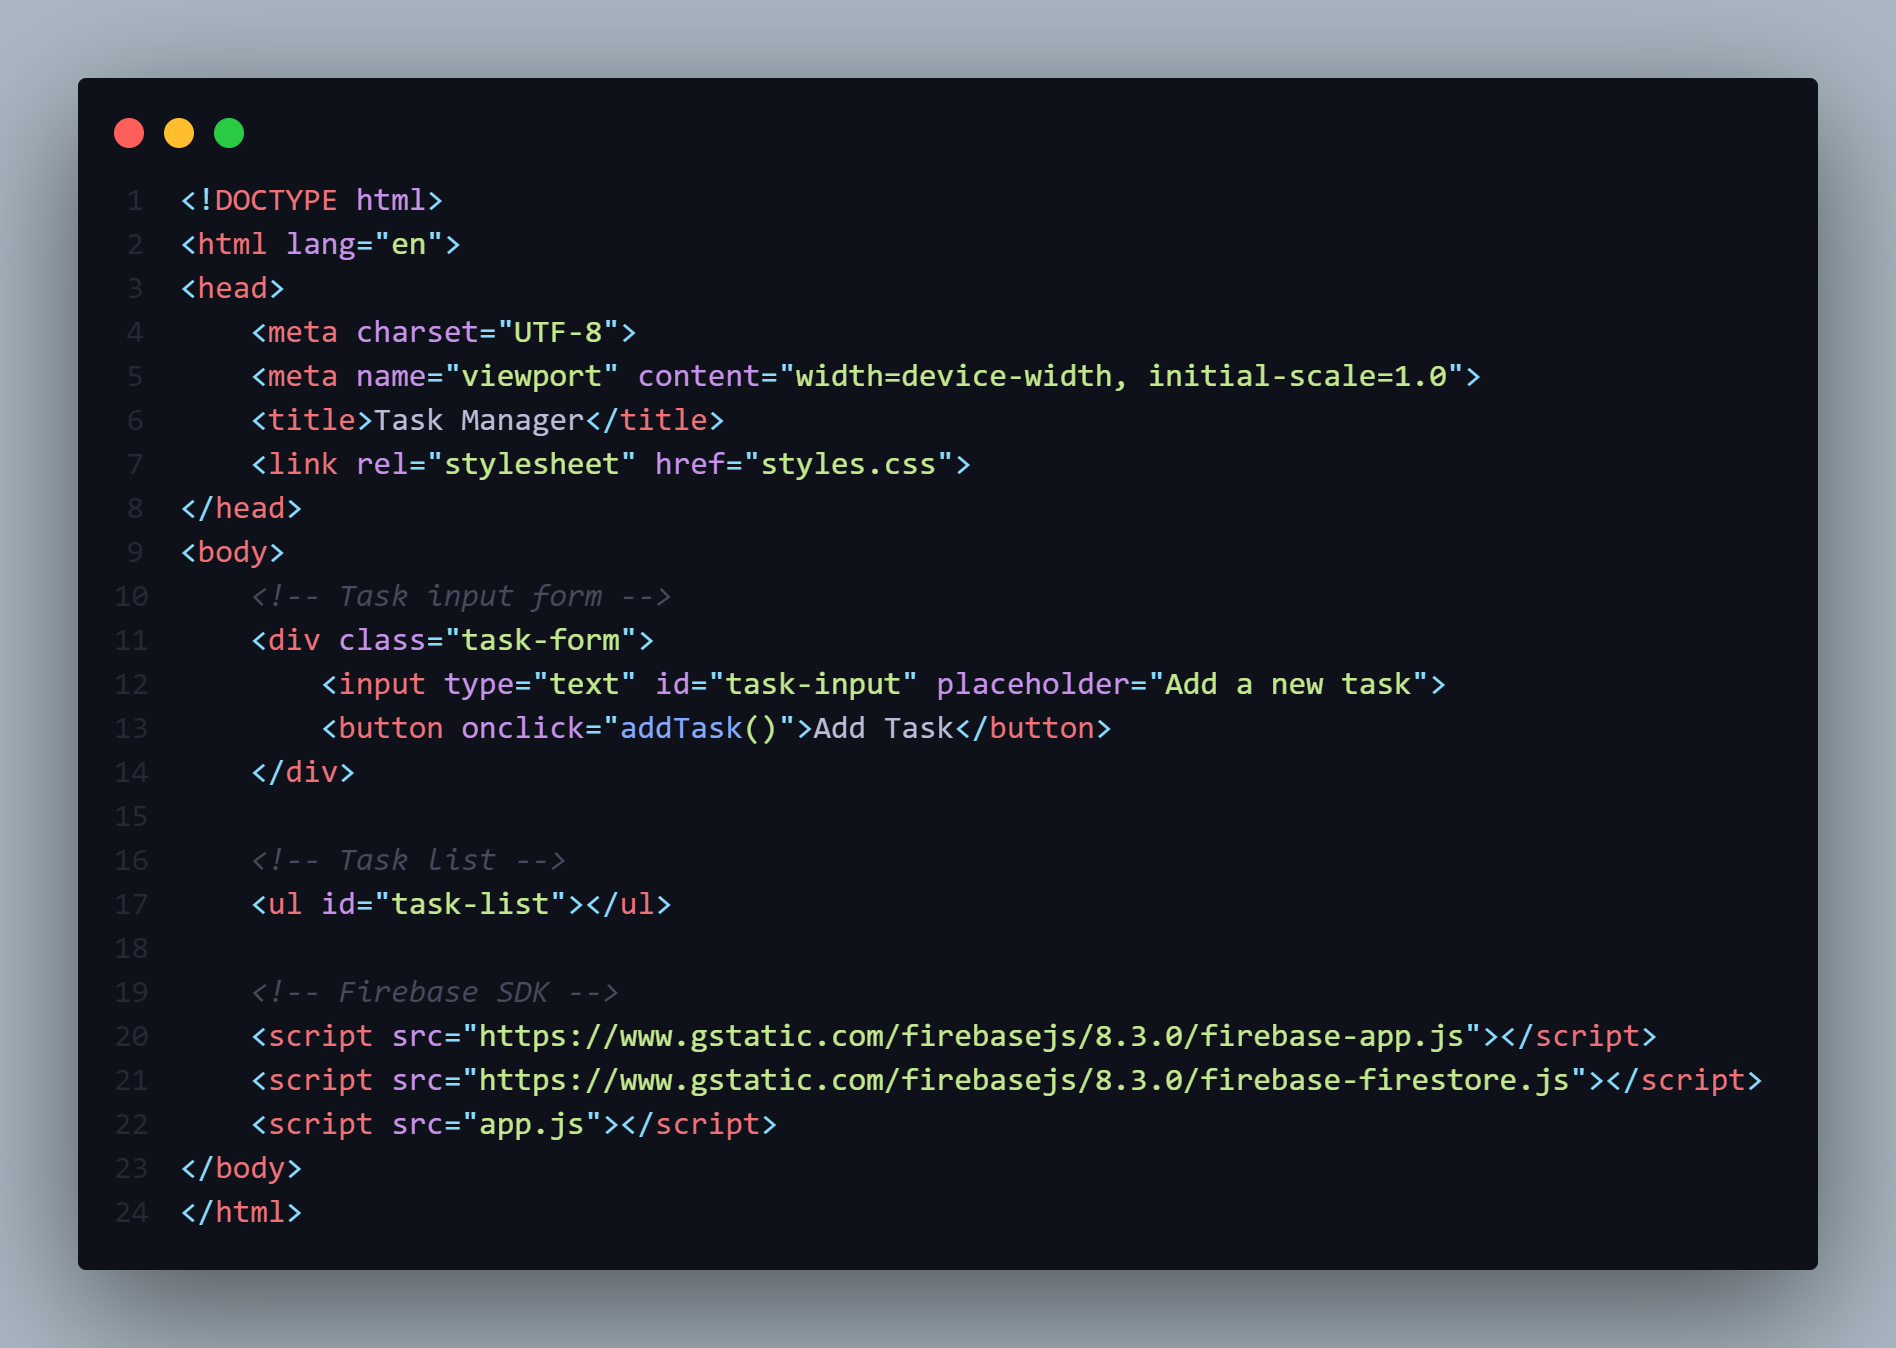 1 <!DOCTYPE html>
2 <html lang="en">
3 <head>
4     <meta charset="UTF-8">
5     <meta name="viewport" content="width=device-width, initial-scale=1.0">
6     <title>Task Manager</title>
7     <link rel="stylesheet" href="styles.css">
8 </head>
9 <body>
10     <!-- Task input form -->
11     <div class="task-form">
12         <input type="text" id="task-input" placeholder="Add a new task">
13         <button onclick="addTask()">Add Task</button>
14     </div>
15
16     <!-- Task list -->
17     <ul id="task-list"></ul>
18
19     <!-- Firebase SDK -->
20     <script src="https://www.gstatic.com/firebasejs/8.3.0/firebase-app.js"></script>
21     <script src="https://www.gstatic.com/firebasejs/8.3.0/firebase-firestore.js"></script>
22     <script src="app.js"></script>
23 </body>
24 </html>